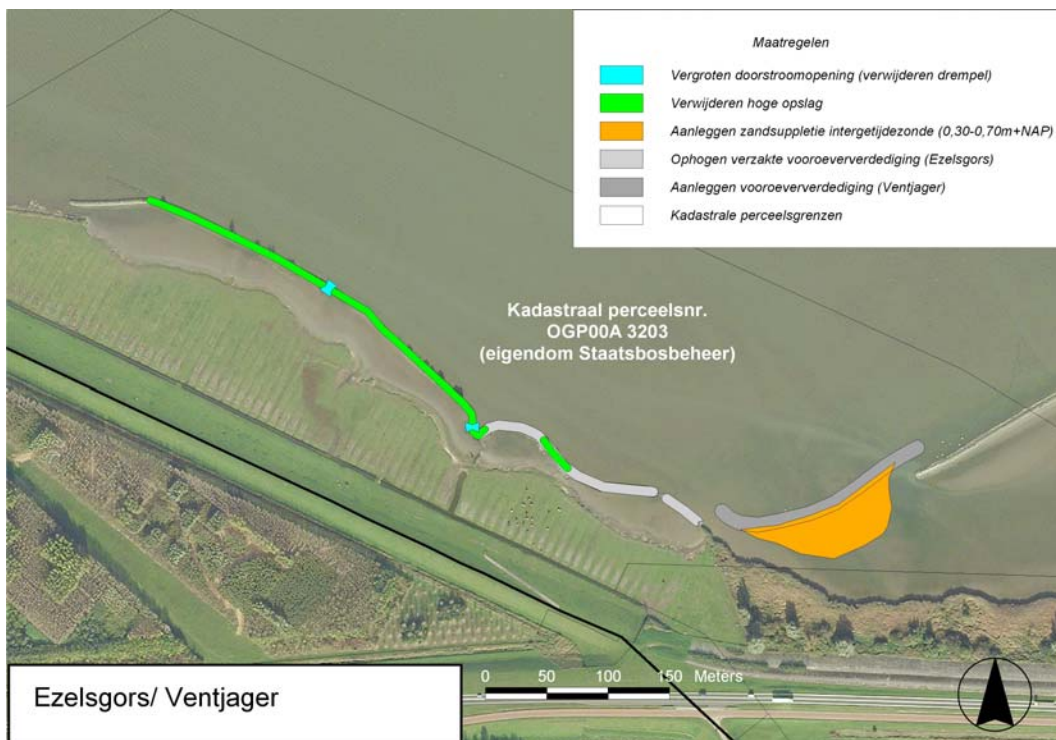 Maatregelen
Vergroten doorstroomopening (verwijderen drempel)
Verwijderen hoge opslag
Aanleggen zandsuppletie intergetijdezonde (0,30-0,70m+NAP)
Ophogen verzakte vooroeververdediging (Ezelsgors)
Aanleggen vooroeververdediging (Ventjager)
Kadastrale perceelsgrenzen
Kadastraal perceelsnr.
OGP00A 3203
(eigendom Staatsbosbeheer)
0 50 100 150 Meters
Ezelsgors/ Ventjager